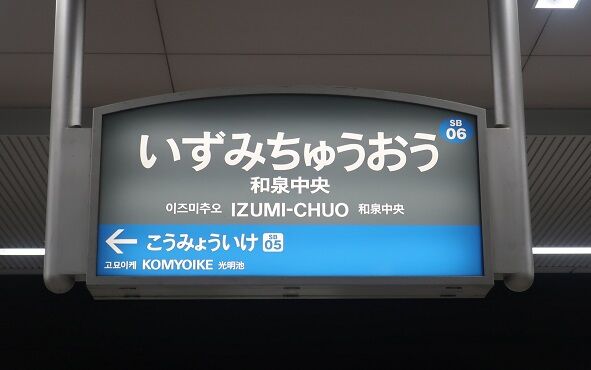 SB
06
いずみちゅうおう
和泉中央
이즈미추오 IZUMI-CHUO 和泉中央
← こうみょういけ SB 05
고묘이케 KOMYOIKE 光明池